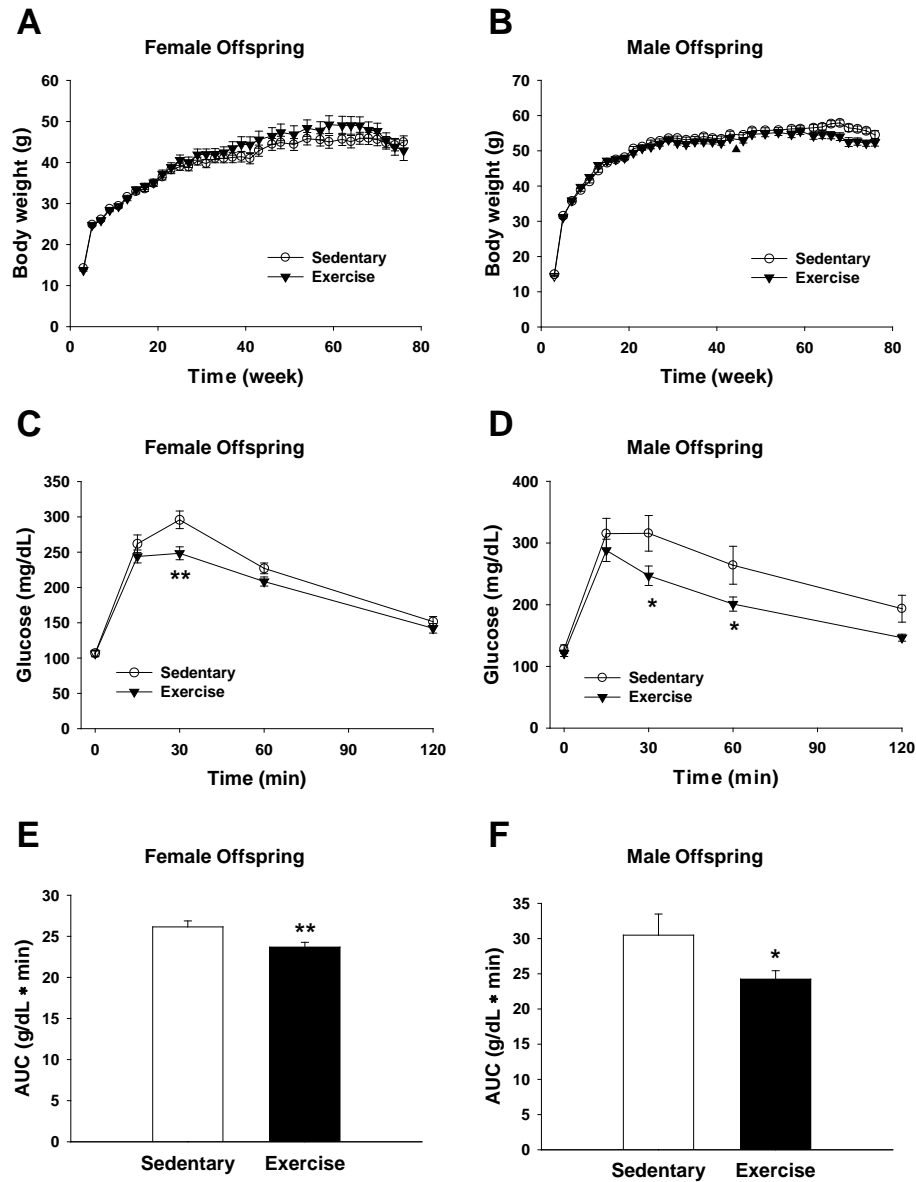 A
Female Offspring
Body weight (g)
60
50
40
30
20
10
0
Sedentary
Exercise
0 20 40 60 80
Time (week)
B
Male Offspring
Body weight (g)
70
60
50
40
30
20
10
0
Sedentary
Exercise
0 20 40 60 80
Time (week)
C
Female Offspring
Glucose (mg/dL)
350
300
250
200
150
100
50
0
**
Sedentary
Exercise
0 30 60 90 120
Time (min)
D
Male Offspring
Glucose (mg/dL)
400
300
200
100
0
*
*
Sedentary
Exercise
0 30 60 90 120
Time (min)
E
Female Offspring
AUC (g/dL * min)
30
25
20
15
10
5
0
**
Sedentary Exercise
F
Male Offspring
AUC (g/dL * min)
35
30
25
20
15
10
5
0
*
Sedentary Exercise